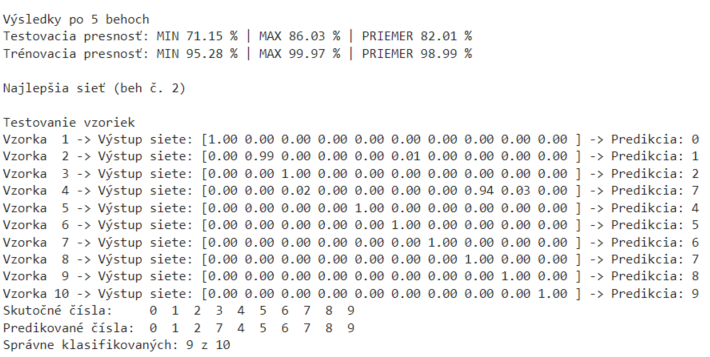 Výsledky po 5 behoch
Testovacia presnosť: MIN 71.15 % | MAX 86.03 % | PRIEMER 82.01 %
Trénovacia presnosť: MIN 95.28 % | MAX 99.97 % | PRIEMER 98.99 %
Najlepšia sieť (beh č. 2)
Testovanie vzoriek
Vzorka  1 -> Výstup siete: [1.00 0.00 0.00 0.00 0.00 0.00 0.00 0.00 0.00 0.00 ] -> Predikcia: 0
Vzorka  2 -> Výstup siete: [0.00 0.99 0.00 0.00 0.00 0.01 0.00 0.00 0.00 0.00 ] -> Predikcia: 1
Vzorka  3 -> Výstup siete: [0.00 0.00 1.00 0.00 0.00 0.00 0.00 0.00 0.00 0.00 ] -> Predikcia: 2
Vzorka  4 -> Výstup siete: [0.00 0.00 0.02 0.00 0.00 0.00 0.00 0.94 0.03 0.00 ] -> Predikcia: 7
Vzorka  5 -> Výstup siete: [0.00 0.00 0.00 0.00 1.00 0.00 0.00 0.00 0.00 0.00 ] -> Predikcia: 4
Vzorka  6 -> Výstup siete: [0.00 0.00 0.00 0.00 0.00 1.00 0.00 0.00 0.00 0.00 ] -> Predikcia: 5
Vzorka  7 -> Výstup siete: [0.00 0.00 0.00 0.00 0.00 0.00 1.00 0.00 0.00 0.00 ] -> Predikcia: 6
Vzorka  8 -> Výstup siete: [0.00 0.00 0.00 0.00 0.00 0.00 0.00 1.00 0.00 0.00 ] -> Predikcia: 7
Vzorka  9 -> Výstup siete: [0.00 0.00 0.00 0.00 0.00 0.00 0.00 0.00 1.00 0.00 ] -> Predikcia: 8
Vzorka 10 -> Výstup siete: [0.00 0.00 0.00 0.00 0.00 0.00 0.00 0.00 0.00 1.00 ] -> Predikcia: 9
Skutočné čísla:     0  1  2  3  4  5  6  7  8  9
Predikované čísla:  0  1  2  7  4  5  6  7  8  9
Správne klasifikovaných: 9 z 10